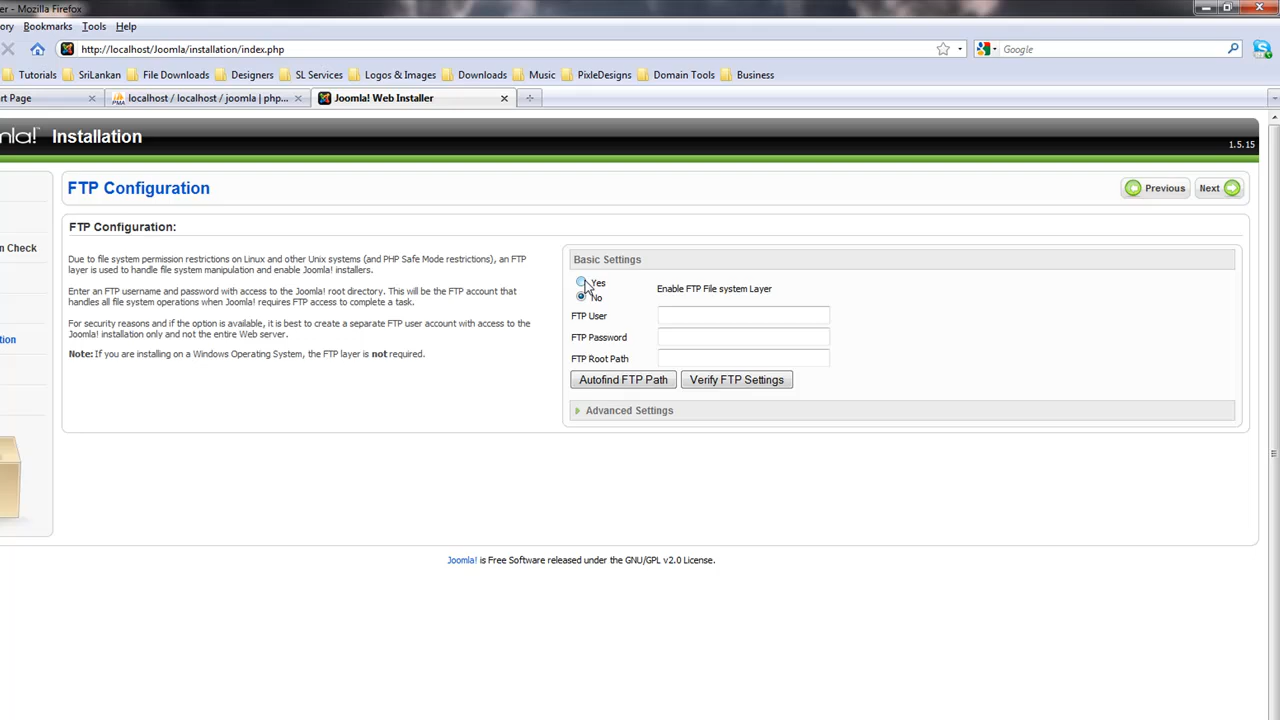 er - Mozilla Firefox
ory Bookmarks Tools Help
http://localhost/Joomla/installation/index.php
Google
Tutorials SriLankan File Downloads Designers SL Services Logos & Images Downloads Music PixleDesigns Domain Tools Business
rt Page localhost / localhost / joomla | php... Joomla! Web Installer
mla! Installation
1.5.15
FTP Configuration
Previous Next
n Check
tion
FTP Configuration:
Due to file system permission restrictions on Linux and other Unix systems (and PHP Safe Mode restrictions), an FTP
layer is used to handle file system manipulation and enable Joomla! installers.
Enter an FTP username and password with access to the Joomla! root directory. This will be the FTP account that
handles all file system operations when Joomla! requires FTP access to complete a task.
For security reasons and if the option is available, it is best to create a separate FTP user account with access to the
Joomla! installation only and not the entire Web server.
Note: If you are installing on a Windows Operating System, the FTP layer is not required.
Basic Settings
Yes
No
Enable FTP File system Layer
FTP User
FTP Password
FTP Root Path
Autofind FTP Path Verify FTP Settings
Advanced Settings
Joomla! is Free Software released under the GNU/GPL v2.0 License.